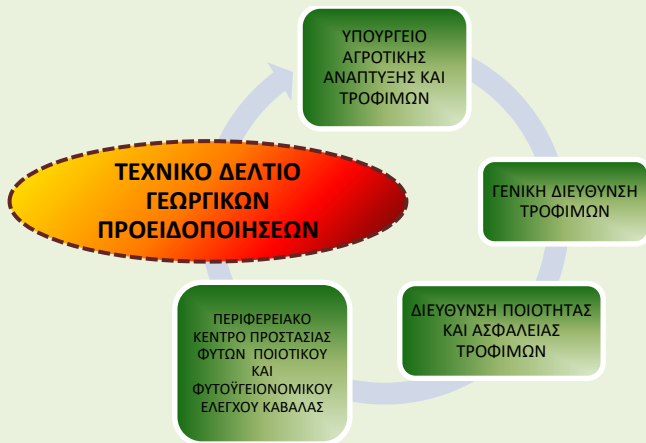 ΥΠΟΥΡΓΕΙΟ
ΑΓΡΟΤΙΚΗΣ
ΑΝΑΠΤΥΞΗΣ ΚΑΙ
ΤΡΟΦΙΜΩΝ
ΓΕΝΙΚΗ ΔΙΕΥΘΥΝΣΗ
ΤΡΟΦΙΜΩΝ
ΔΙΕΥΘΥΝΣΗ ΠΟΙΟΤΗΤΑΣ
ΚΑΙ ΑΣΦΑΛΕΙΑΣ
ΤΡΟΦΙΜΩΝ
ΠΕΡΙΦΕΡΕΙΑΚΟ
ΚΕΝΤΡΟ ΠΡΟΣΤΑΣΙΑΣ
ΦΥΤΩΝ ΠΟΙΟΤΙΚΟΥ
ΚΑΙ
ΦΥΤΟΫΓΕΙΟΝΟΜΙΚΟΥ
ΕΛΕΓΧΟΥ ΚΑΒΑΛΑΣ
ΤΕΧΝΙΚΟ ΔΕΛΤΙΟ
ΓΕΩΡΓΙΚΩΝ
ΠΡΟΕΙΔΟΠΟΙΗΣΕΩΝ